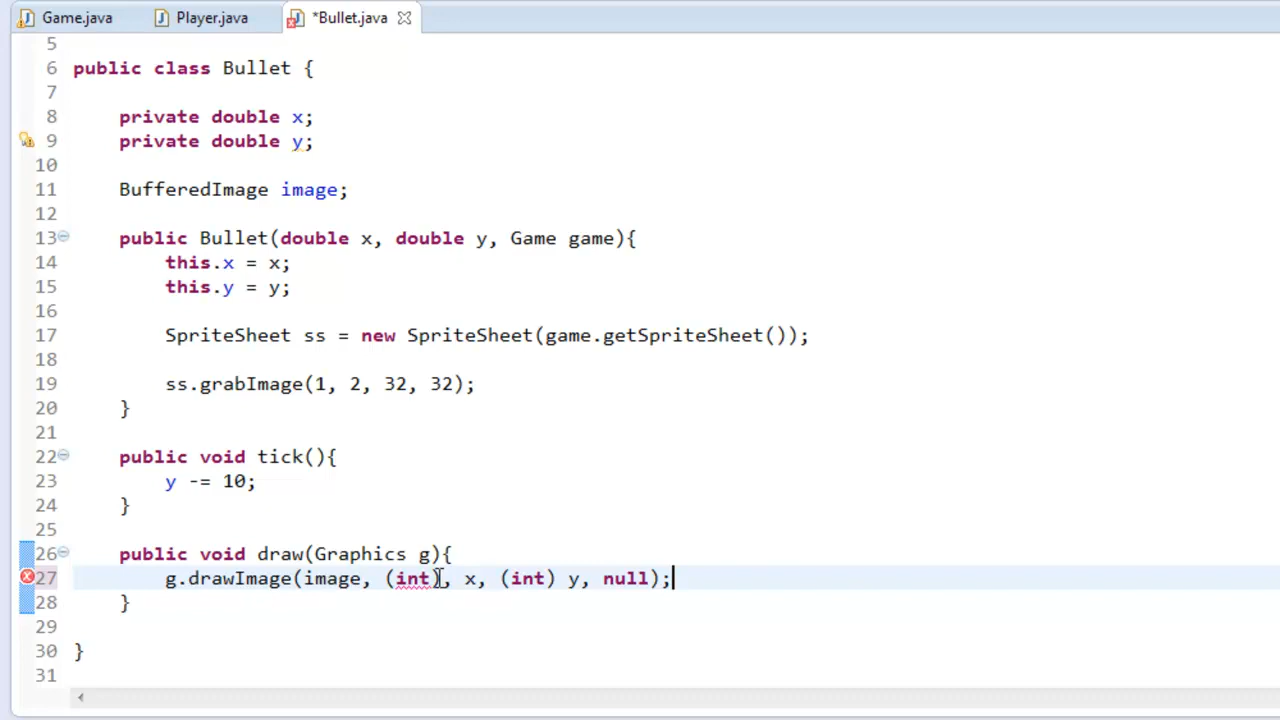 Game.java Player.java *Bullet.java
5
6 public class Bullet {
7
8 private double x;
9 private double y;
10
11 BufferedImage image;
12
13 public Bullet(double x, double y, Game game){
14 this.x = x;
15 this.y = y;
16
17 SpriteSheet ss = new SpriteSheet(game.getSpriteSheet());
18
19 ss.grabImage(1, 2, 32, 32);
20 }
21
22 public void tick(){
23 y -= 10;
24 }
25
26 public void draw(Graphics g){
27 g.drawImage(image, (int), x, (int) y, null);
28 }
29
30 }
31